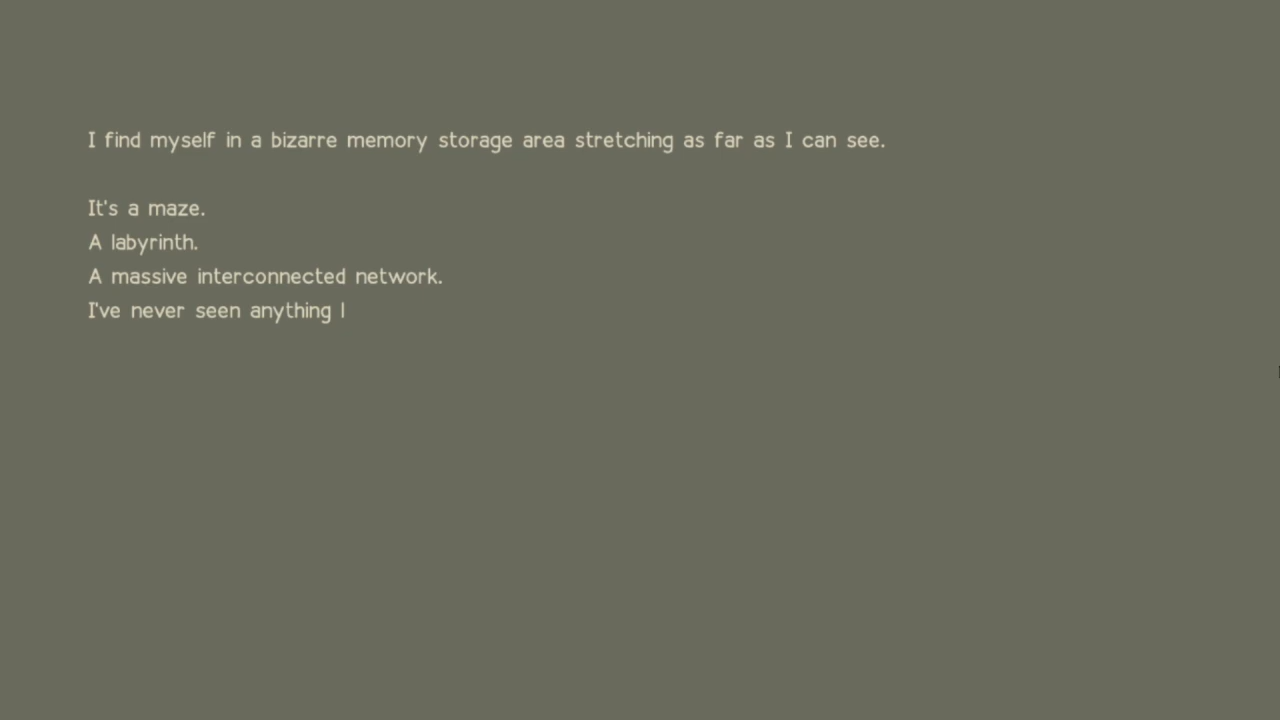 I find myself in a bizarre memory storage area stretching as far as I can see.
It's a maze.
A labyrinth.
A massive interconnected network.
I've never seen anything l